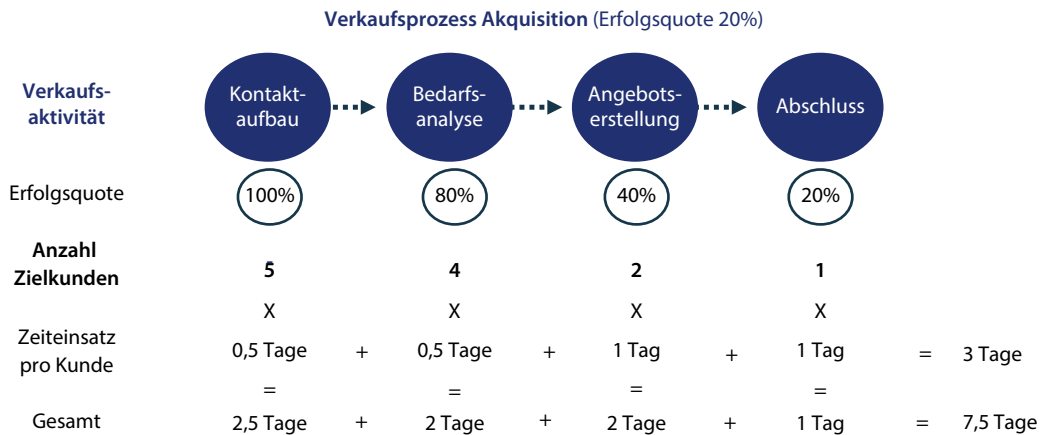 Verkaufsprozess Akquisition (Erfolgsquote 20%)
Verkaufs-
aktivität
Kontakt-
aufbau
Bedarfs-
analyse
Angebots-
erstellung
Abschluss
Erfolgsquote 100% 80% 40% 20%
Anzahl
Zielkunden
5 4 2 1
X X X X
Zeiteinsatz
pro Kunde
0,5 Tage + 0,5 Tage + 1 Tag + 1 Tag = 3 Tage
= = = =
Gesamt 2,5 Tage + 2 Tage + 2 Tage + 1 Tag = 7,5 Tage